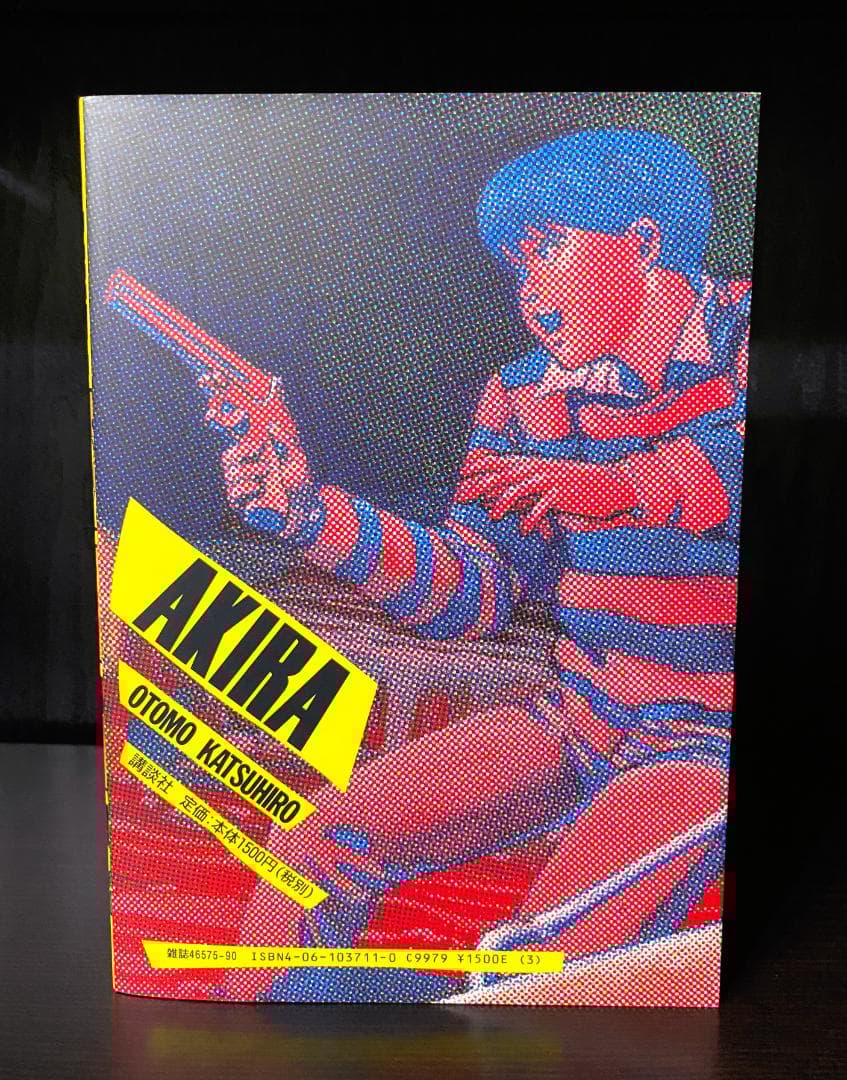 AKIRA
OTOMO KATSUHIRO
講談社 定価:本体1500円(税別)
雑誌46575-90 ISBN4-06-103711-0 C9979 ¥1500E (3)